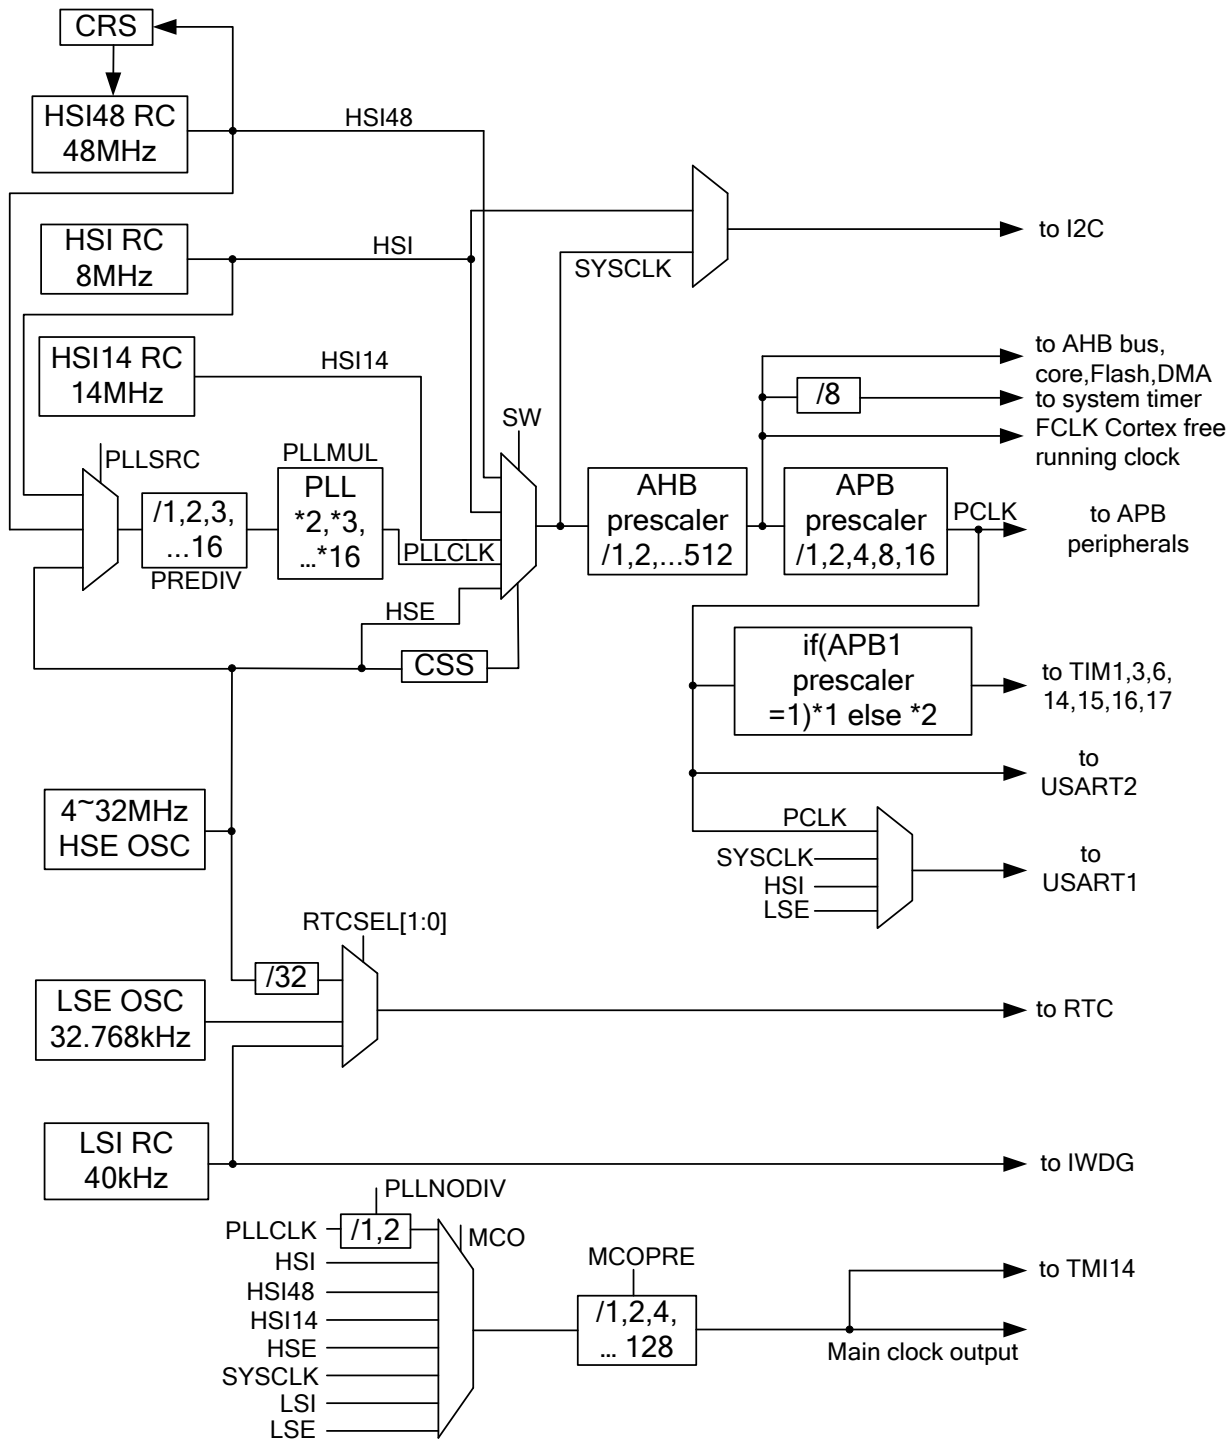 CRS
HSI48 RC
48MHz
HSI48
HSI RC
8MHz
HSI
SYSCLK
to I2C
HSI14 RC
14MHz
HSI14
to AHB bus,
core,Flash,DMA
/8
to system timer
FCLK Cortex free
running clock
SW
PLLSRC
/1,2,3,
...16
PREDIV
PLLMUL
PLL
*2,*3,
...*16
PLLCLK
AHB
prescaler
/1,2,...512
APB
prescaler
/1,2,4,8,16
PCLK
to APB
peripherals
HSE
CSS
if(APB1
prescaler
=1)*1 else *2
to TIM1,3,6,
14,15,16,17
to
USART2
4~32MHz
HSE OSC
PCLK
SYSCLK
HSI
LSE
to
USART1
RTCSEL[1:0]
/32
LSE OSC
32.768kHz
to RTC
LSI RC
40kHz
to IWDG
PLLNODIV
PLLCLK
/1,2
MCO
HSI
HSI48
HSI14
HSE
SYSCLK
LSI
LSE
MCOPRE
/1,2,4,
... 128
to TMI14
Main clock output